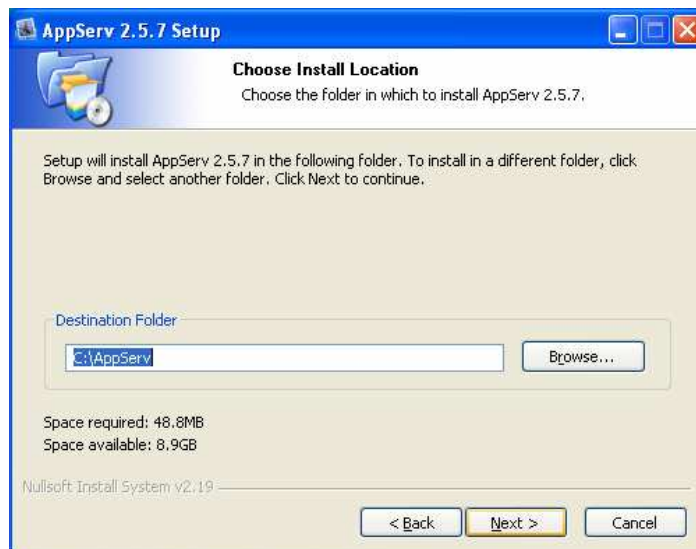 AppServ 2.5.7 Setup
Choose Install Location
Choose the folder in which to install AppServ 2.5.7.
Setup will install AppServ 2.5.7 in the following folder. To install in a different folder, click
Browse and select another folder. Click Next to continue.
Destination Folder
C:\AppServ
Browse...
Space required: 48.8MB
Space available: 8.9GB
Nullsoft Install System v2.19
< Back
Next >
Cancel